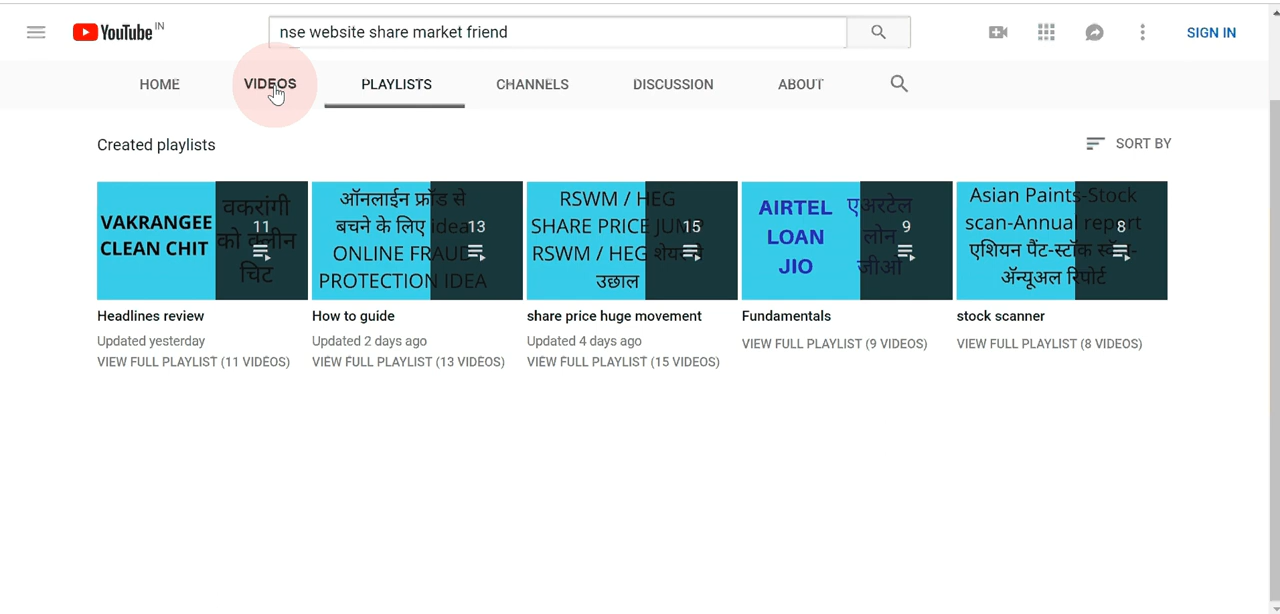 YouTube IN
nse website share market friend
SIGN IN
HOME VIDEOS PLAYLISTS CHANNELS DISCUSSION ABOUT
Created playlists
SORT BY
VAKRANGEE
CLEAN CHIT
वकरांगी
को क्लीन
चिट
11
ऑनलाईन फ्रॉड से
बचने के लिए idea
ONLINE FRAUD
PROTECTION IDEA
13
RSWM / HEG
SHARE PRICE JUMP
RSWM / HEG शेयर में
उछाल
15
AIRTEL
LOAN
JIO
एअरटेल
लोन
जीओ
9
Asian Paints-Stock
scan-Annual report
एशियन पैंट-स्टॉक स्कॅन-
ॲन्यूअल रिपोर्ट
8
Headlines review
Updated yesterday
VIEW FULL PLAYLIST (11 VIDEOS)
How to guide
Updated 2 days ago
VIEW FULL PLAYLIST (13 VIDEOS)
share price huge movement
Updated 4 days ago
VIEW FULL PLAYLIST (15 VIDEOS)
Fundamentals
VIEW FULL PLAYLIST (9 VIDEOS)
stock scanner
VIEW FULL PLAYLIST (8 VIDEOS)